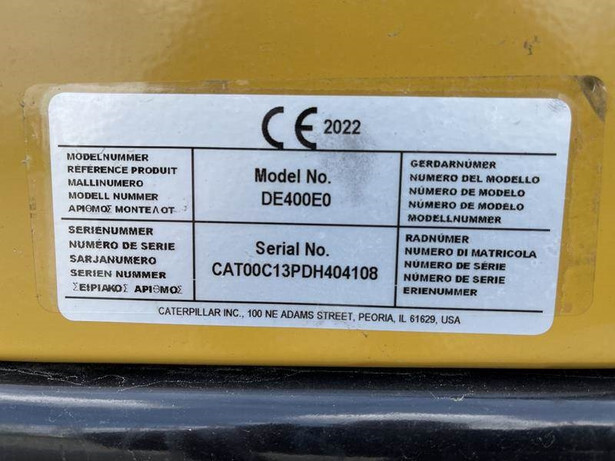 CE 2022
MODELNUMMER
REFERENCE PRODUIT
MALLINUMERO
MODELL NUMMER
ΑΡΙΘΜΟΣ ΜΟΝΤΕΛΟΤ
Model No.
DE400E0
GERDARNÚMER
NÚMERO DEL MODELLO
NÚMERO DE MODELO
NÚMERO DE MODELO
MODELLNUMMER
SERIENUMMER
NUMÉRO DE SERIE
SARJANUMERO
SERIEN NUMMER
ΣΕΙΡΙΑΚΟΣ ΑΡΙΘΜΟΣ
Serial No.
CAT00C13PDH404108
RADNÚMER
NÚMERO DI MATRICOLA
NÚMERO DE SÉRIE
NÚMERO DE SÉRIE
ERIENUMMER
CATERPILLAR INC., 100 NE ADAMS STREET, PEORIA, IL 61629, USA